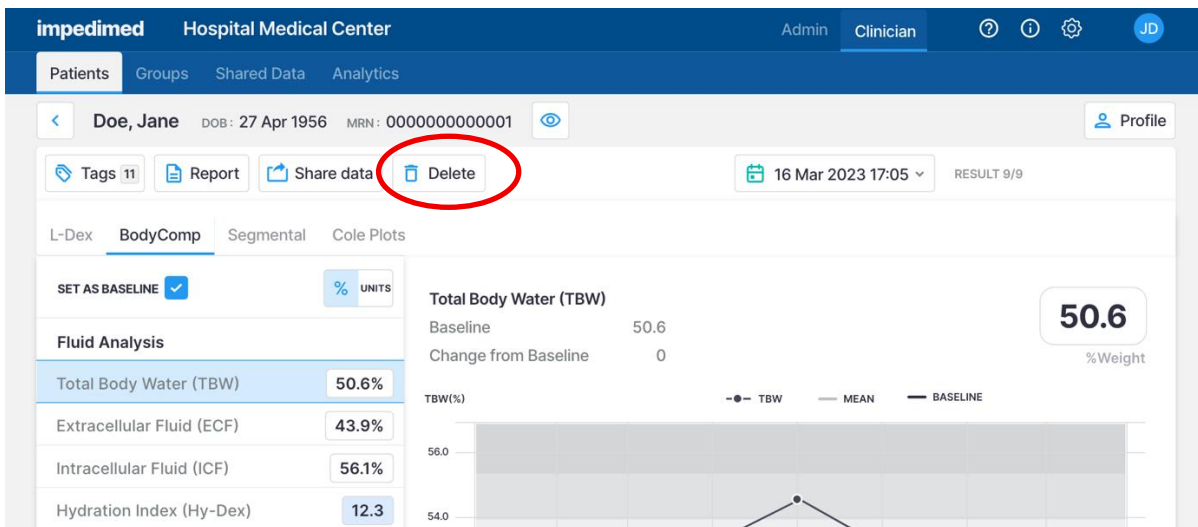 impedimed Hospital Medical Center Admin Clinician JD
Patients Groups Shared Data Analytics
Doe, Jane DOB: 27 Apr 1956 MRN: 0000000000001 Profile
Tags 11 Report Share data Delete 16 Mar 2023 17:05 RESULT 9/9
L-Dex BodyComp Segmental Cole Plots
SET AS BASELINE % UNITS
Fluid Analysis
Total Body Water (TBW) 50.6%
Extracellular Fluid (ECF) 43.9%
Intracellular Fluid (ICF) 56.1%
Hydration Index (Hy-Dex) 12.3
Total Body Water (TBW)
Baseline 50.6
Change from Baseline 0
50.6
%Weight
TBW(%) TBW MEAN BASELINE
56.0
54.0